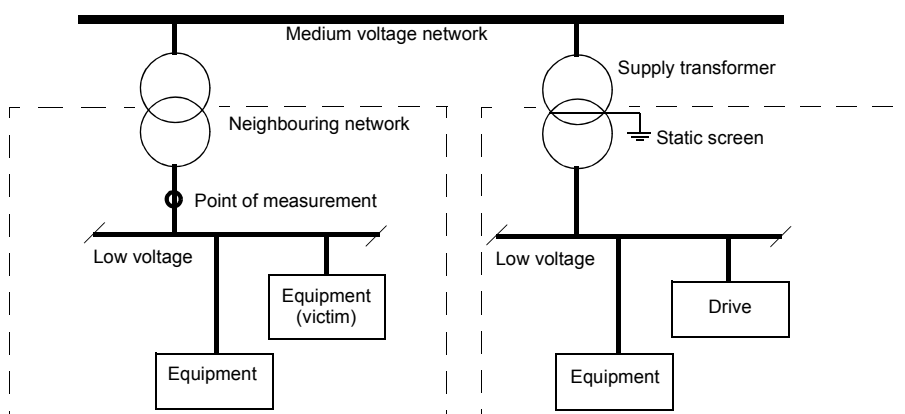 Medium voltage network
Supply transformer
Neighbouring network
Static screen
Point of measurement
Low voltage
Low voltage
Equipment
(victim)
Drive
Equipment
Equipment